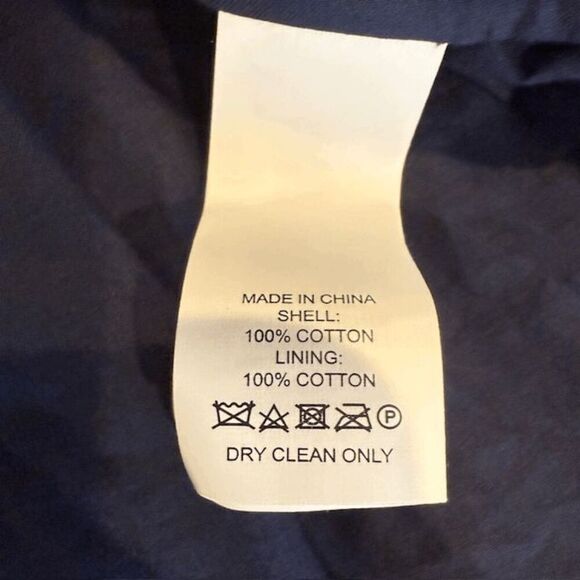 MADE IN CHINA
SHELL:
100% COTTON
LINING:
100% COTTON
P
DRY CLEAN ONLY